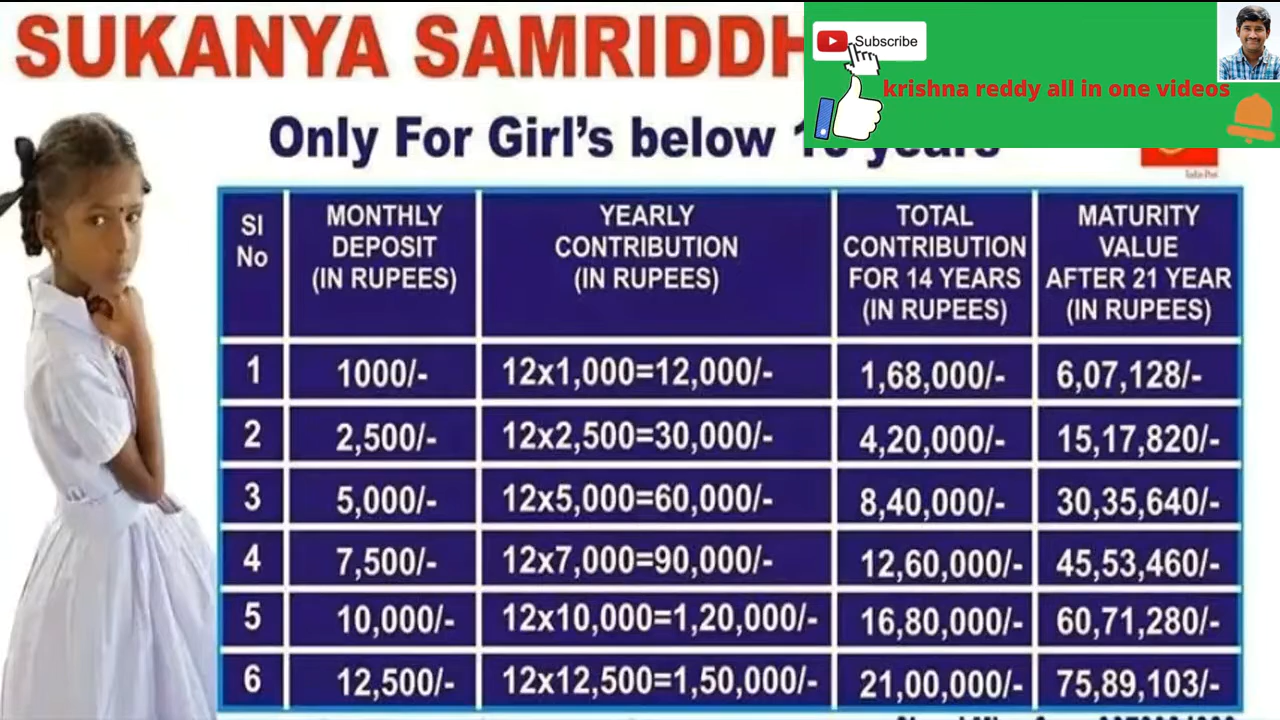 SUKANYA SAMRIDDH
Subscribe
krishna reddy all in one videos
Only For Girl's below years
India Post
Sl No
MONTHLY DEPOSIT (IN RUPEES)
YEARLY CONTRIBUTION (IN RUPEES)
TOTAL CONTRIBUTION FOR 14 YEARS (IN RUPEES)
MATURITY VALUE AFTER 21 YEAR (IN RUPEES)
1 1000/- 12x1,000=12,000/- 1,68,000/- 6,07,128/-
2 2,500/- 12x2,500=30,000/- 4,20,000/- 15,17,820/-
3 5,000/- 12x5,000=60,000/- 8,40,000/- 30,35,640/-
4 7,500/- 12x7,000=90,000/- 12,60,000/- 45,53,460/-
5 10,000/- 12x10,000=1,20,000/- 16,80,000/- 60,71,280/-
6 12,500/- 12x12,500=1,50,000/- 21,00,000/- 75,89,103/-